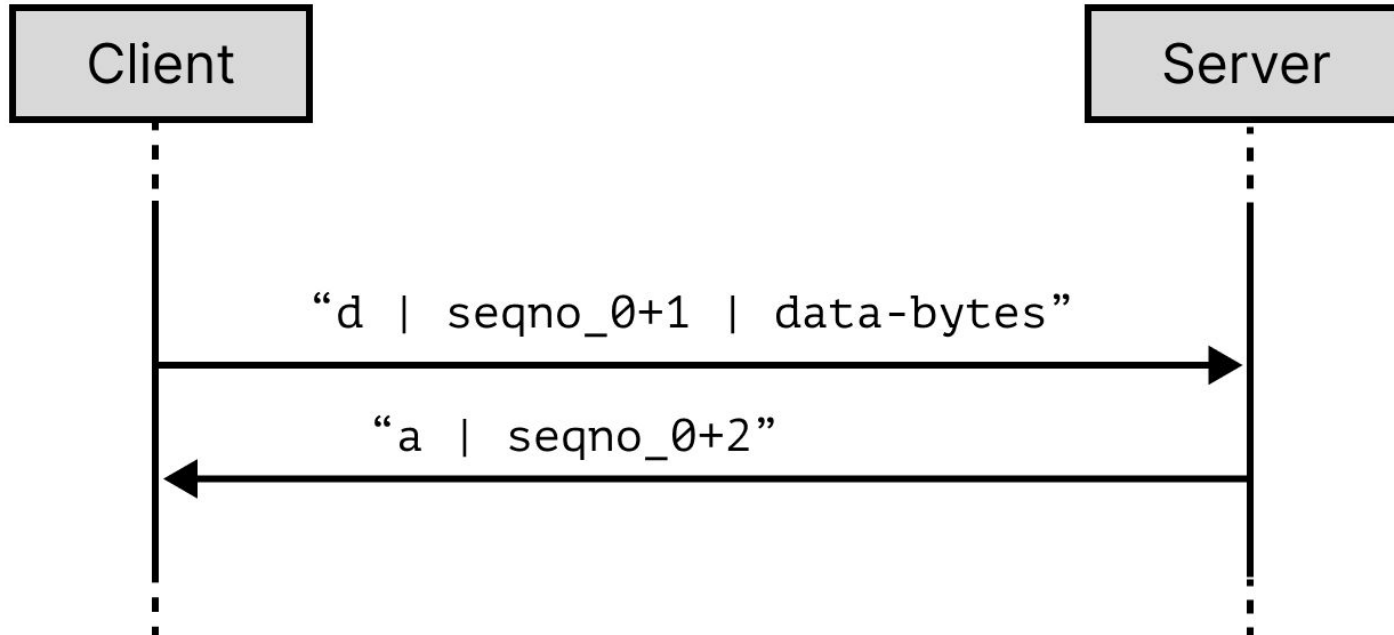 Client
Server
“d | seqno_0+1 | data-bytes”
“a | seqno_0+2”